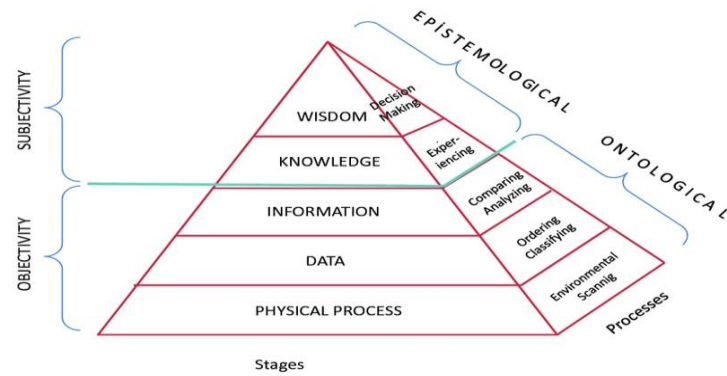 EPİSTEMOLOGICAL
ONTOLOGICAL
SUBJECTIVITY
OBJECTIVITY
WISDOM
Decision
Making
KNOWLEDGE
Exper-
iencing
INFORMATION
Comparing
Analyzing
DATA
Ordering
Classifying
PHYSICAL PROCESS
Environmental
Scannig
Stages
Processes